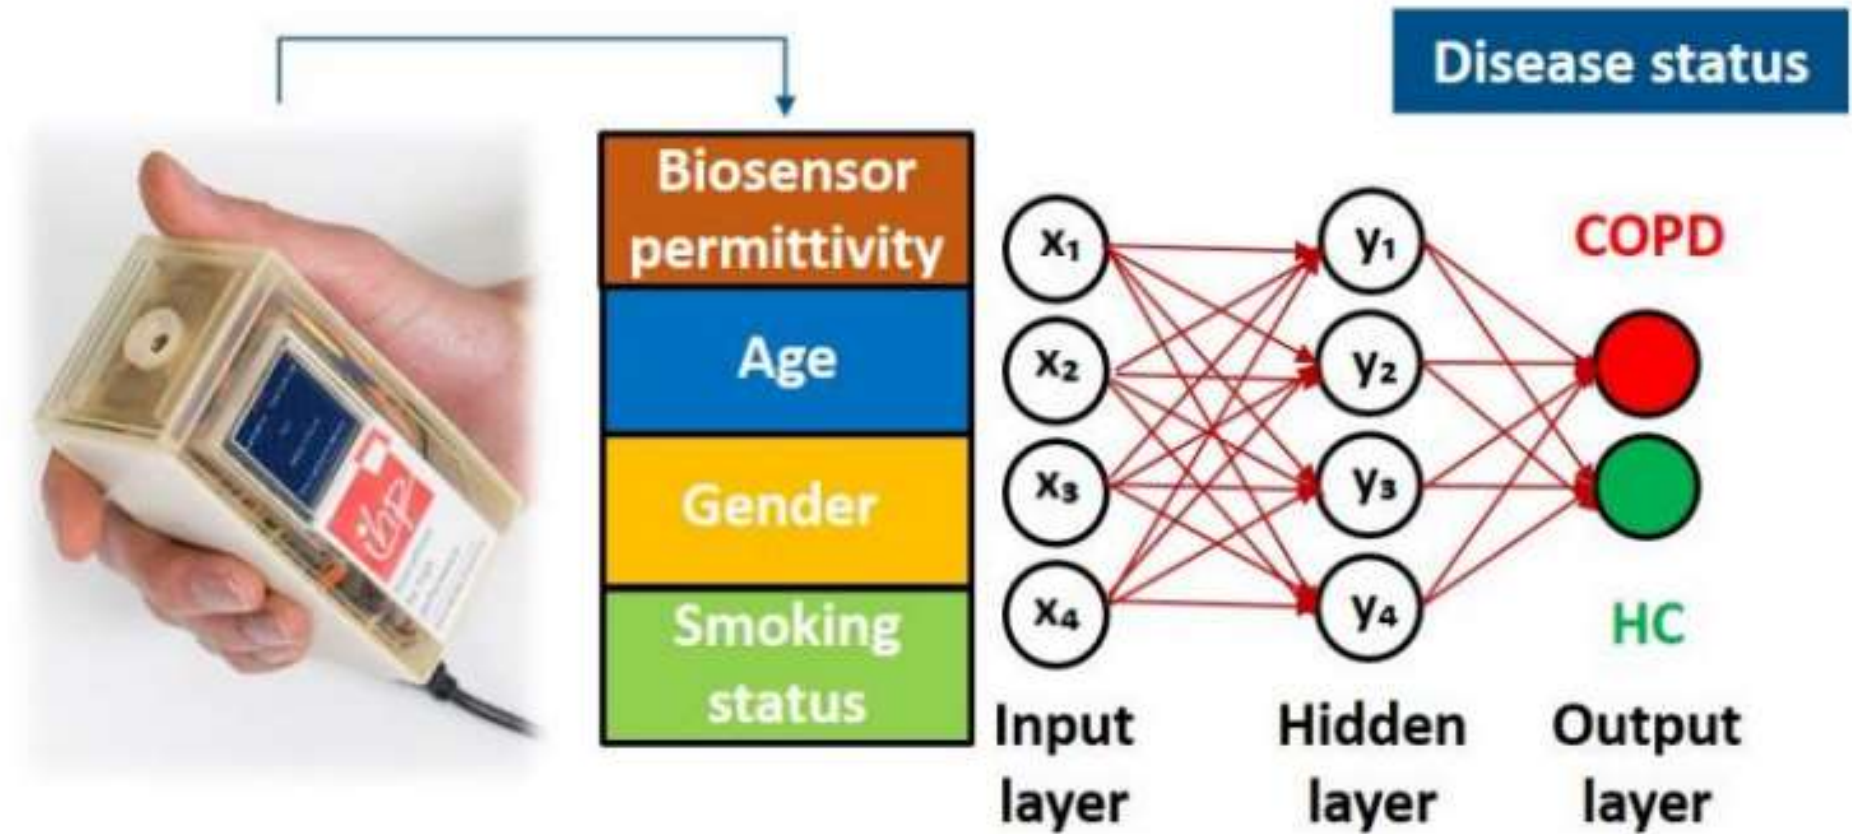 Disease status
Biosensor
permittivity
Age
Gender
Smoking
status
x₁
x₂
x₃
x₄
y₁
y₂
y₃
y₄
COPD
HC
Input
layer
Hidden
layer
Output
layer
ihp